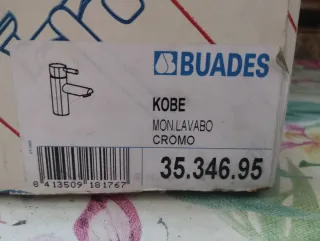 BUADES
KOBE
MON.LAVABO
CROMO
35.346.95
8 413509 181767